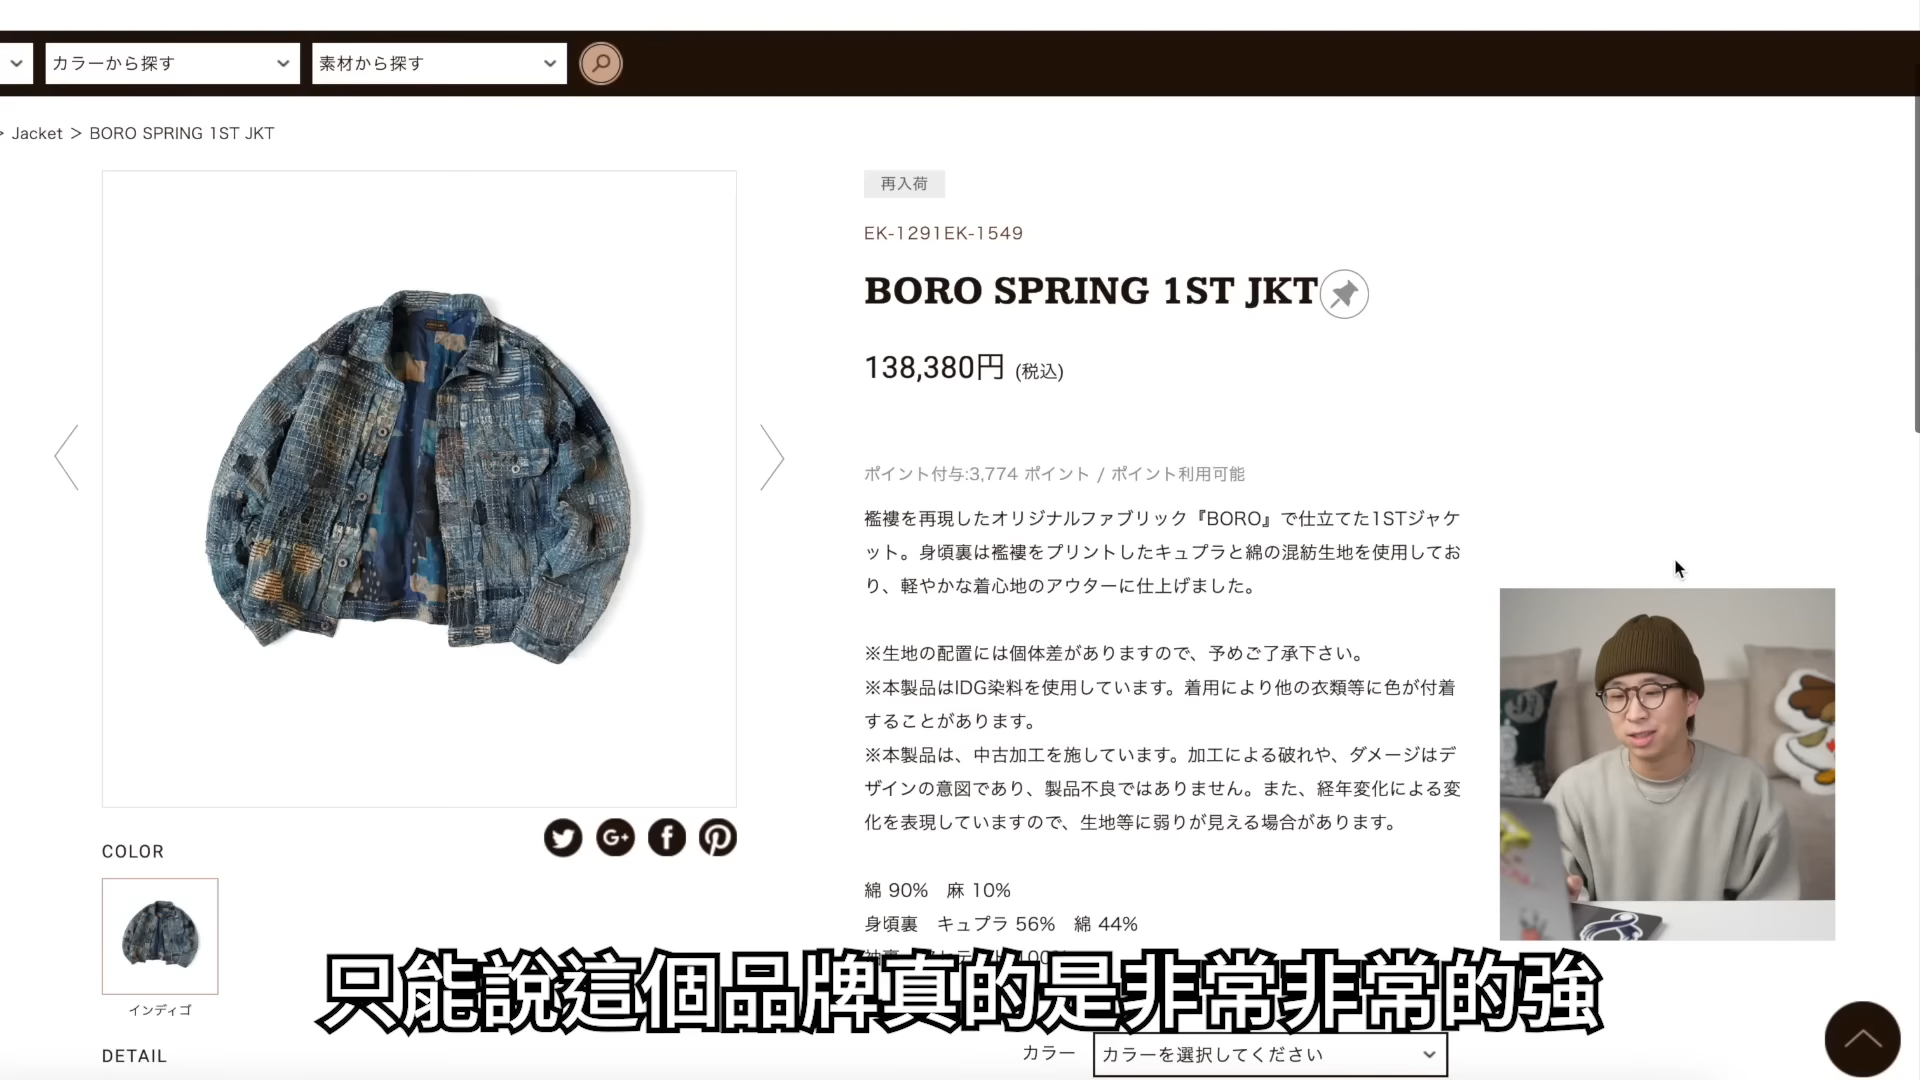 カラーから探す
素材から探す
> Jacket > BORO SPRING 1ST JKT
再入荷
EK-1291EK-1549
BORO SPRING 1ST JKT
138,380円 (税込)
ポイント付与:3,774 ポイント / ポイント利用可能
襤褸を再現したオリジナルファブリック『BORO』で仕立てた1STジャケ
ット。身頃裏は襤褸をプリントしたキュプラと綿の混紡生地を使用してお
り、軽やかな着心地のアウターに仕上げました。
※生地の配置には個体差がありますので、予めご了承下さい。
※本製品はIDG染料を使用しています。着用により他の衣類等に色が付着
することがあります。
※本製品は、中古加工を施しています。加工による破れや、ダメージはデ
ザインの意図であり、製品不良ではありません。また、経年変化による変
化を表現していますので、生地等に弱りが見える場合があります。
綿 90%　麻 10%
身頃裏　キュプラ 56%　綿 44%
COLOR
インディゴ
只能說這個品牌真的是非常非常的強
DETAIL
カラー
カラーを選択してください